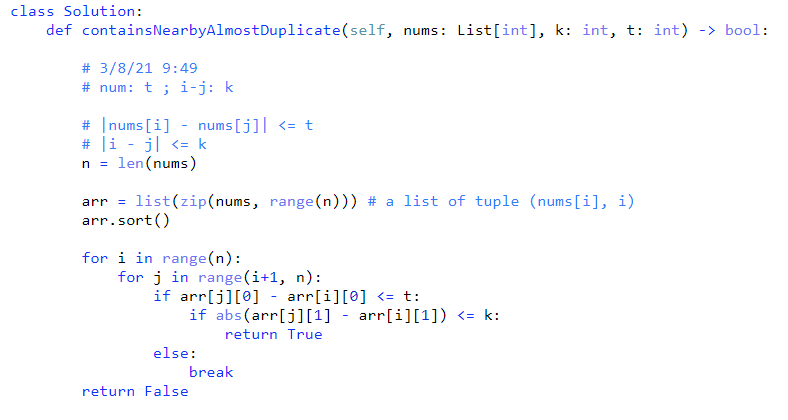 class Solution:
    def containsNearbyAlmostDuplicate(self, nums: List[int], k: int, t: int) -> bool:
        # 3/8/21 9:49
        # num: t ; i-j: k
        # |nums[i] - nums[j]| <= t
        # |i - j| <= k
        n = len(nums)
        arr = list(zip(nums, range(n))) # a list of tuple (nums[i], i)
        arr.sort()
        for i in range(n):
            for j in range(i+1, n):
                if arr[j][0] - arr[i][0] <= t:
                    if abs(arr[j][1] - arr[i][1]) <= k:
                        return True
                else:
                    break
        return False